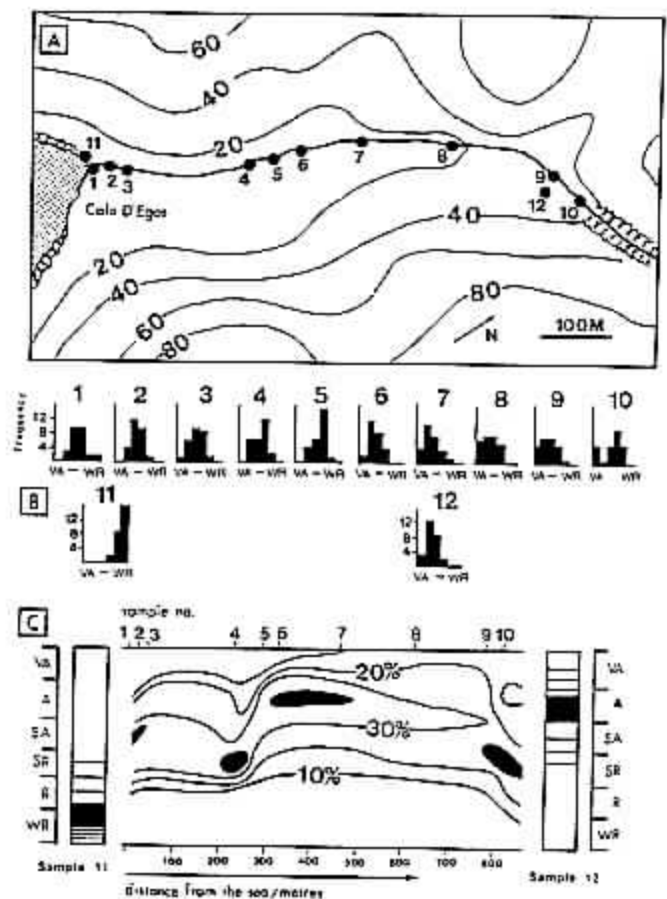 A
60
40
20
11
1 2 3
4 5 6
7
8
9
12
10
Cala D'Egos
20
40
60
80
40
80
N
100M
Frequency
1 2 3 4 5 6 7 8 9 10
12
8
4
VA – WR VA – WR VA – WR VA – WR VA – WR VA – WR VA – WR VA – WR VA – WR VA WR
B
11
12
8
4
VA – WR
12
12
8
4
VA – WR
C
sample no.
1 2 3 4 5 6 7 8 9 10
VA
A
SA
SR
R
WR
20%
30%
10%
VA
A
SA
SR
R
WR
Sample 11
100 200 300 400 500 600
distance from the sea/metres
Sample 12